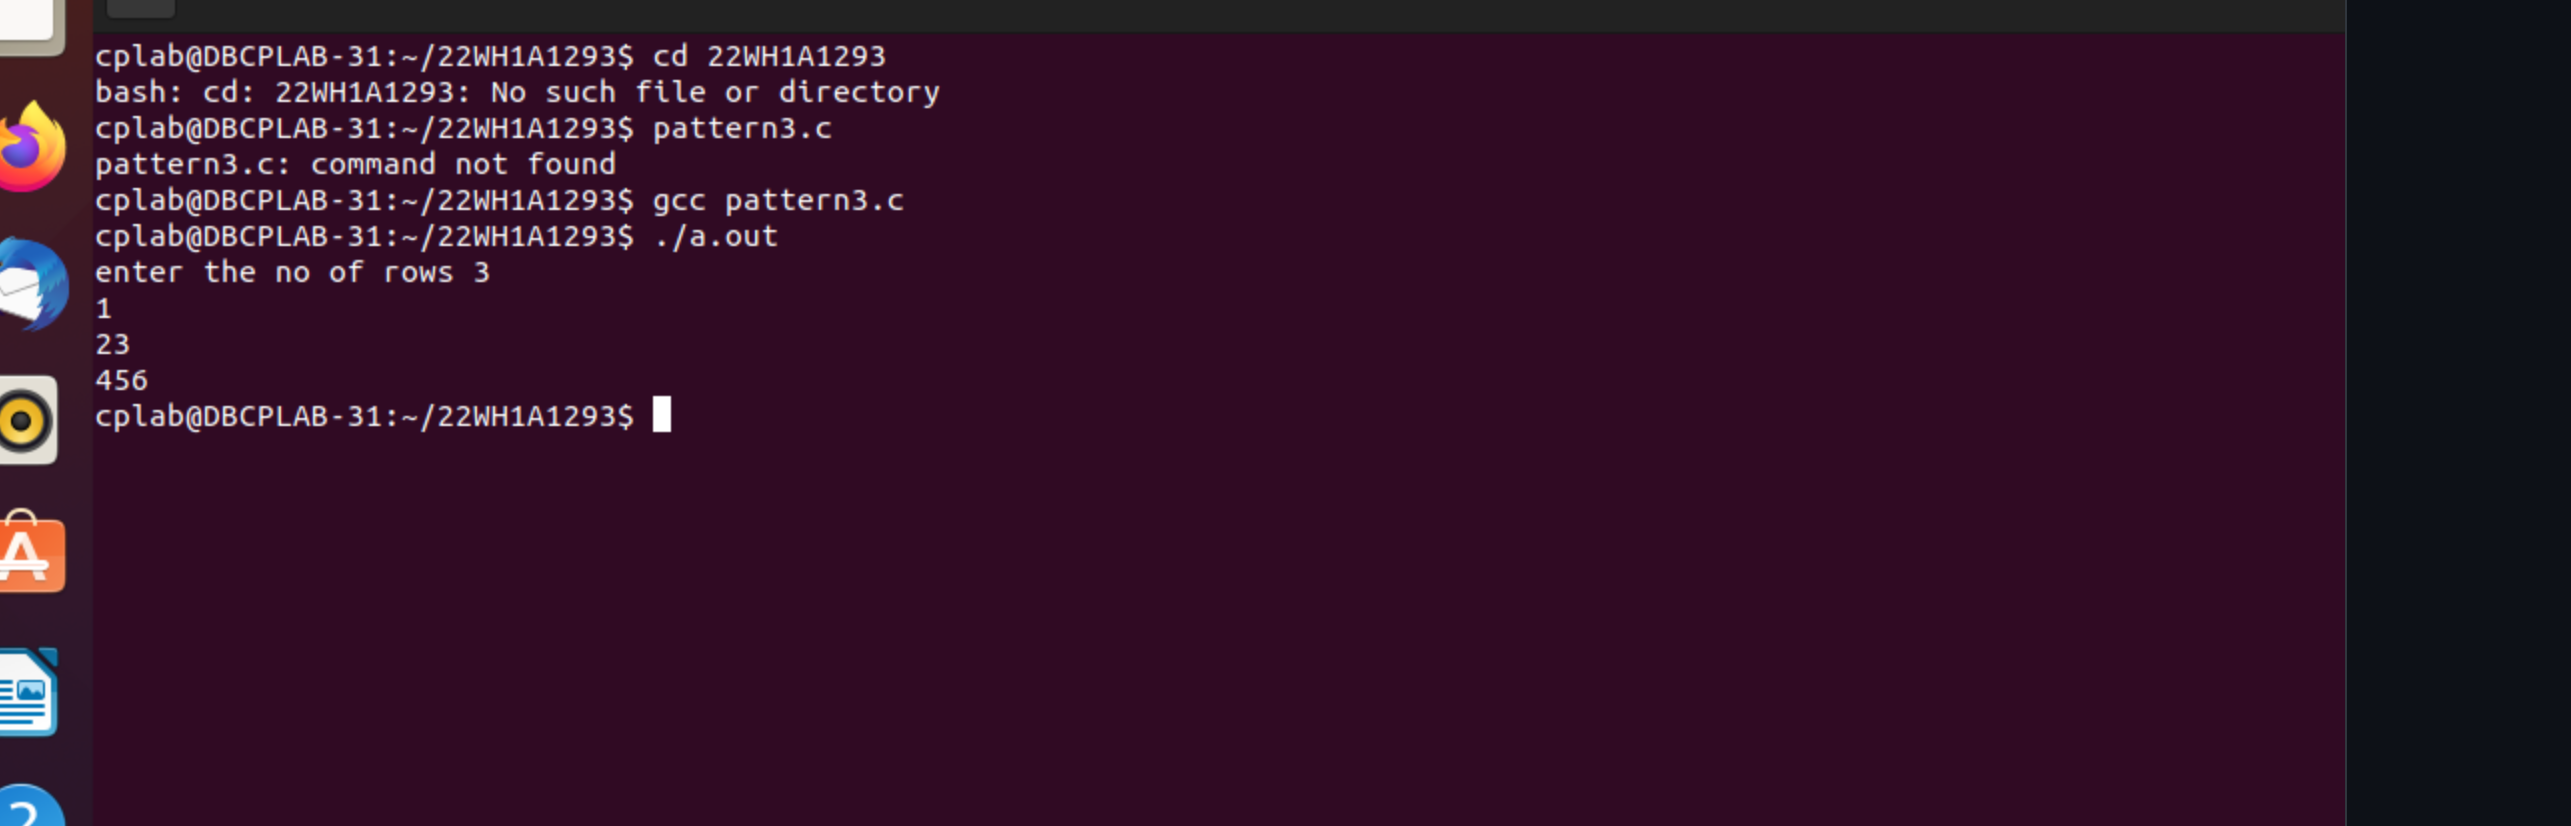 cplab@DBCPLAB-31:~/22WH1A1293$ cd 22WH1A1293
bash: cd: 22WH1A1293: No such file or directory
cplab@DBCPLAB-31:~/22WH1A1293$ pattern3.c
pattern3.c: command not found
cplab@DBCPLAB-31:~/22WH1A1293$ gcc pattern3.c
cplab@DBCPLAB-31:~/22WH1A1293$ ./a.out
enter the no of rows 3
1
23
456
cplab@DBCPLAB-31:~/22WH1A1293$